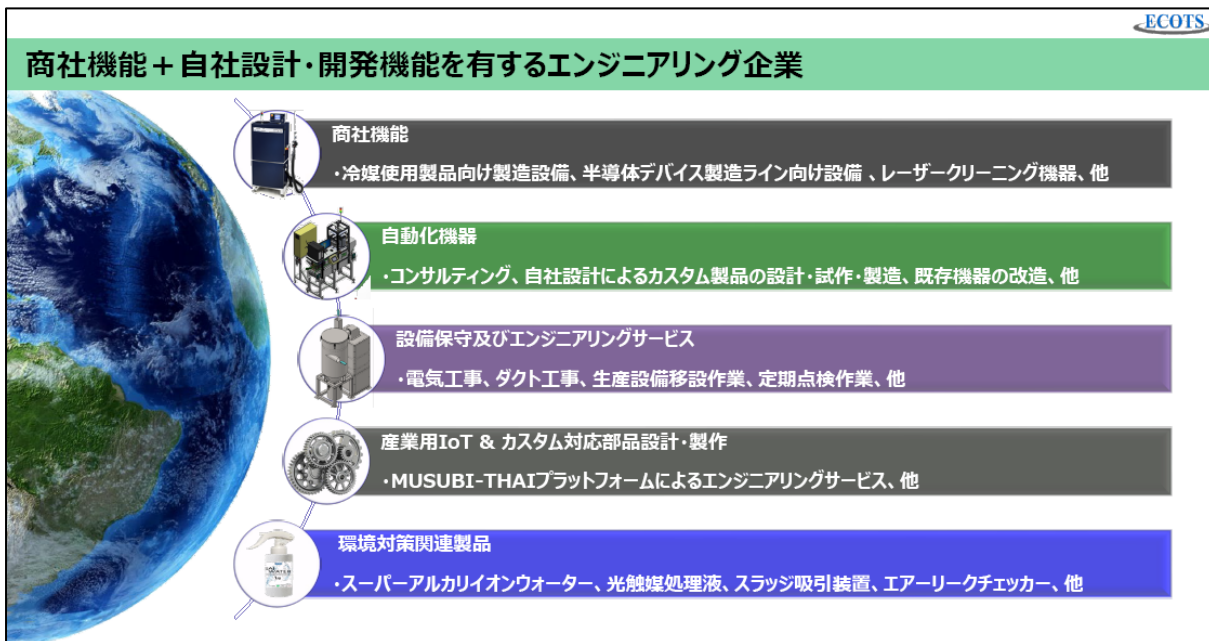 ECOTS
商社機能＋自社設計・開発機能を有するエンジニアリング企業
商社機能
・冷媒使用製品向け製造設備、半導体デバイス製造ライン向け設備 、レーザークリーニング機器、他
自動化機器
・コンサルティング、自社設計によるカスタム製品の設計・試作・製造、既存機器の改造、他
設備保守及びエンジニアリングサービス
・電気工事、ダクト工事、生産設備移設作業、定期点検作業、他
産業用IoT & カスタム対応部品設計・製作
・MUSUBI-THAIプラットフォームによるエンジニアリングサービス、他
環境対策関連製品
・スーパーアルカリイオンウォーター、光触媒処理液、スラッジ吸引装置、エアーリークチェッカー、他